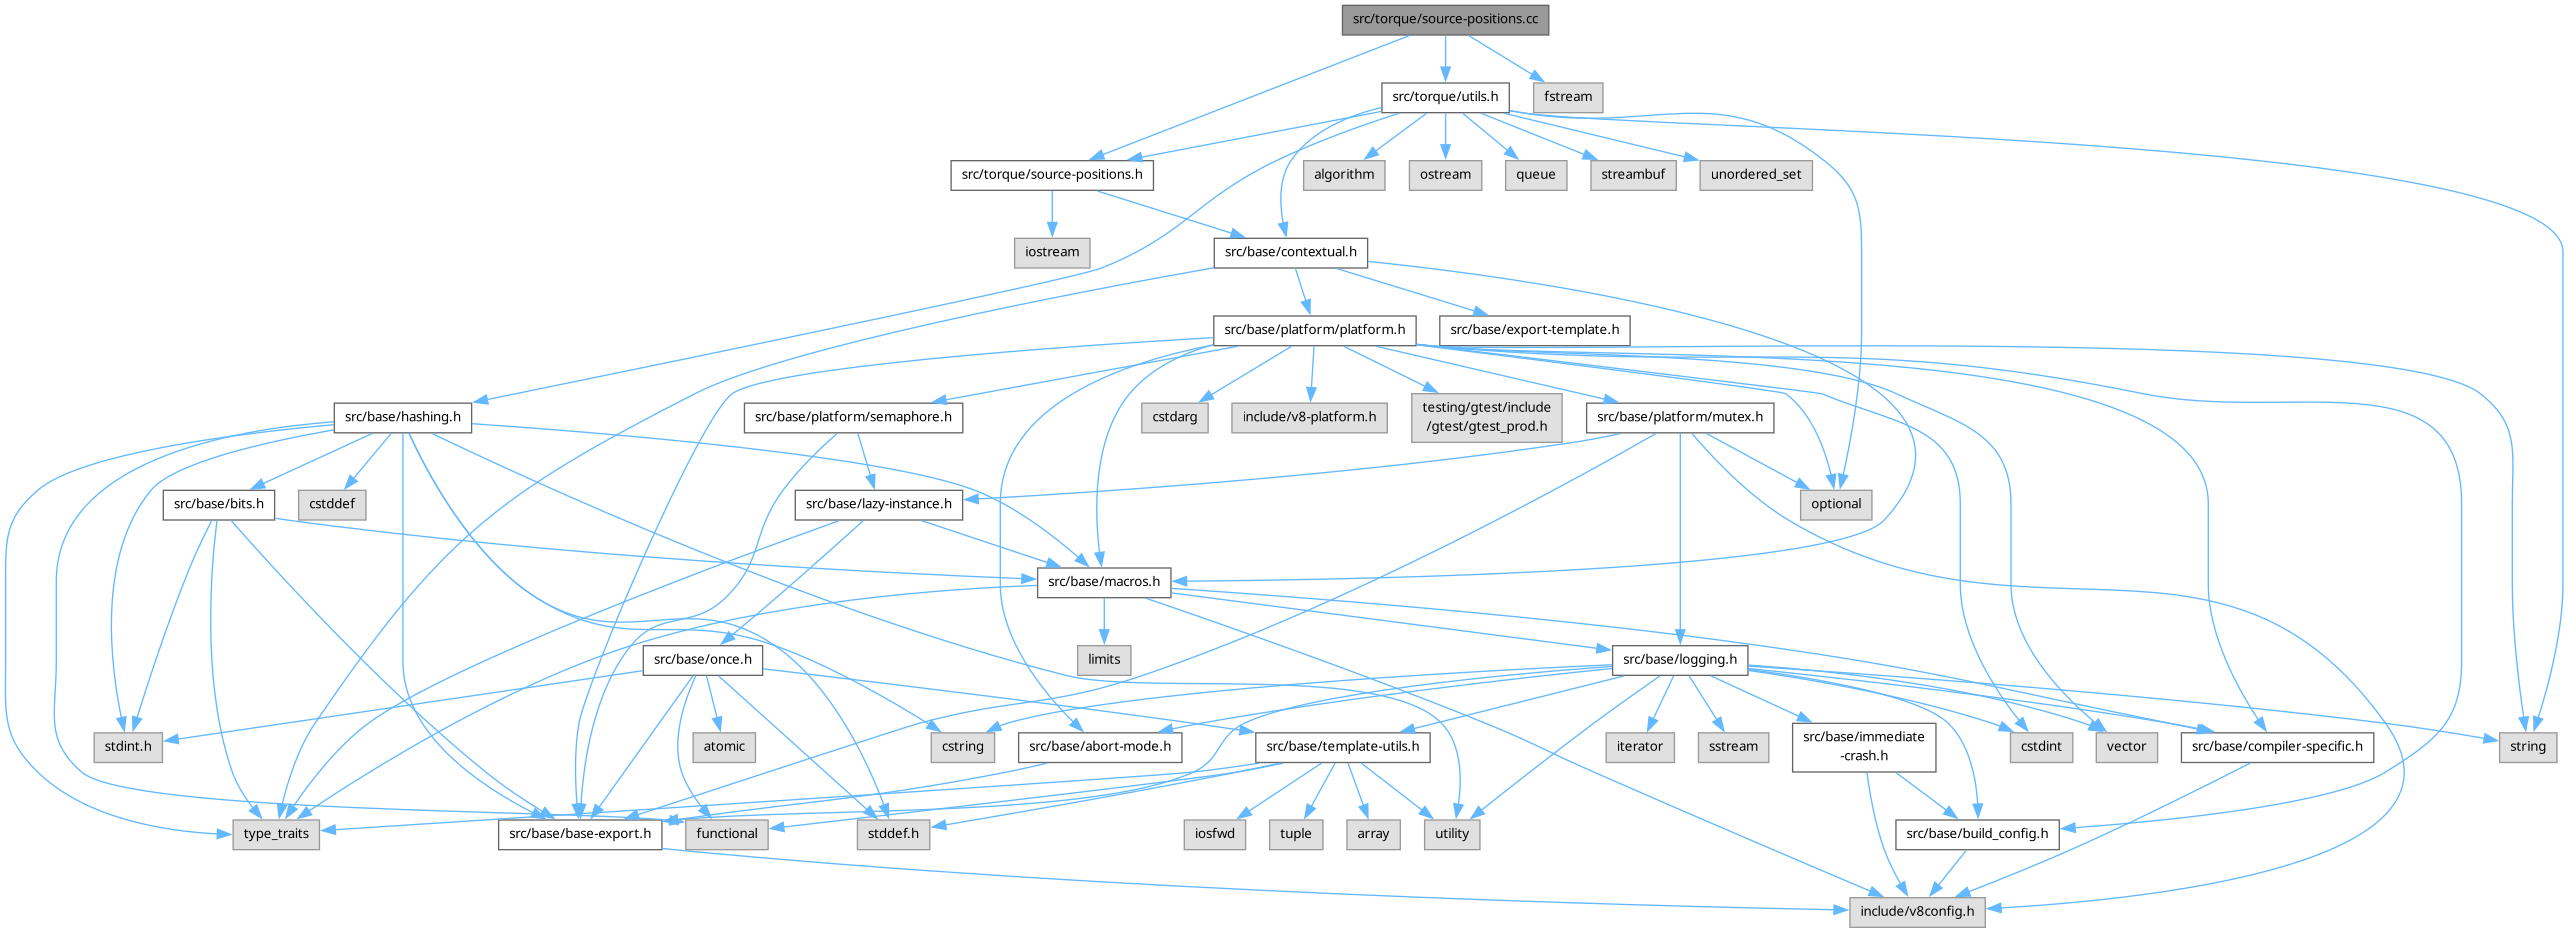 src/torque/source-positions.cc
src/torque/utils.h
fstream
src/torque/source-positions.h
algorithm
ostream
queue
streambuf
unordered_set
iostream
src/base/contextual.h
src/base/platform/platform.h
src/base/export-template.h
src/base/hashing.h
src/base/platform/semaphore.h
cstdarg
include/v8-platform.h
testing/gtest/include
/gtest/gtest_prod.h
src/base/platform/mutex.h
src/base/bits.h
cstddef
src/base/lazy-instance.h
optional
src/base/macros.h
src/base/once.h
limits
src/base/logging.h
stdint.h
atomic
cstring
src/base/abort-mode.h
src/base/template-utils.h
iterator
sstream
src/base/immediate
-crash.h
cstdint
vector
src/base/compiler-specific.h
string
type_traits
src/base/base-export.h
functional
stddef.h
iosfwd
tuple
array
utility
src/base/build_config.h
include/v8config.h